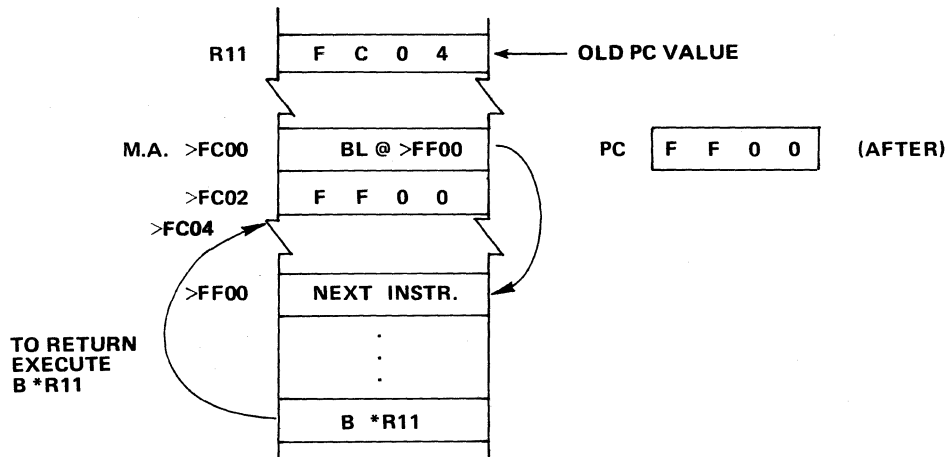 R11 F C 0 4 OLD PC VALUE
M.A. >FC00 BL @ >FF00 PC F F 0 0 (AFTER)
>FC02 F F 0 0
>FC04
>FF00 NEXT INSTR.
.
.
.
TO RETURN
EXECUTE
B *R11
B *R11